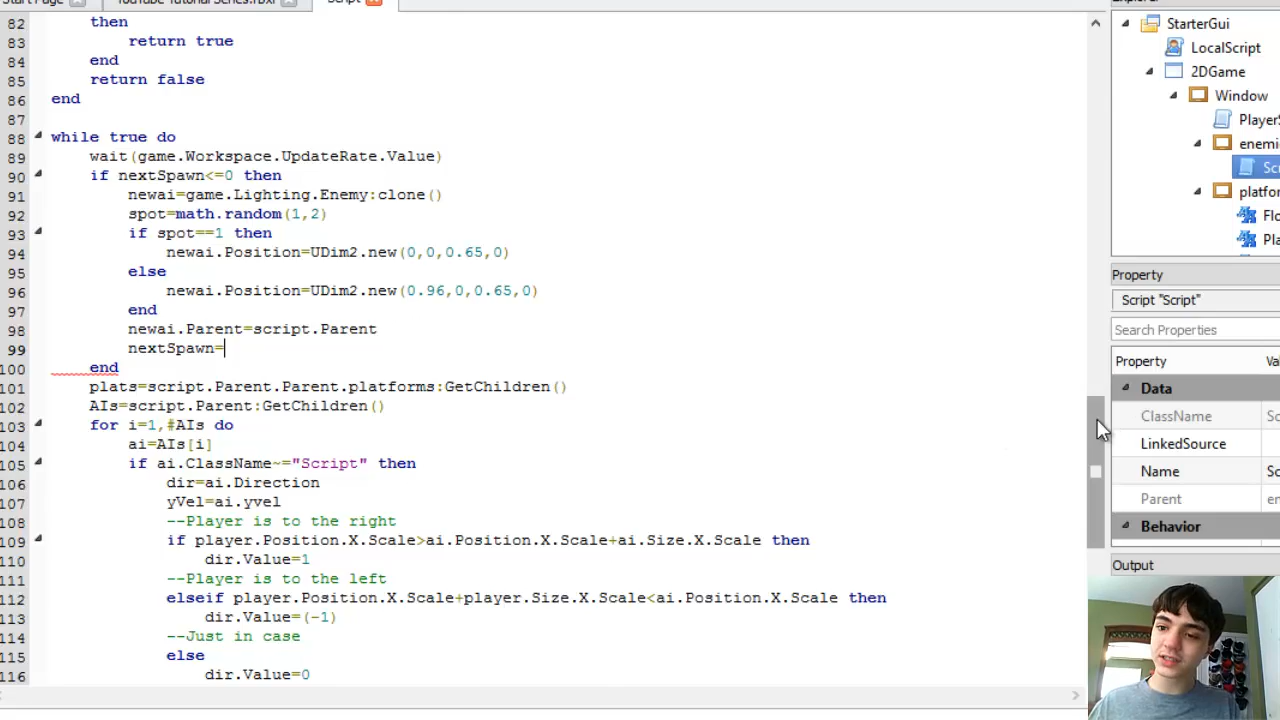 Start Page
YouTube Tutorial Series.rbxl
Script
82 then
83 return true
84 end
85 return false
86 end
87
88 while true do
89 wait(game.Workspace.UpdateRate.Value)
90 if nextSpawn<=0 then
91 newai=game.Lighting.Enemy:clone()
92 spot=math.random(1,2)
93 if spot==1 then
94 newai.Position=UDim2.new(0,0,0.65,0)
95 else
96 newai.Position=UDim2.new(0.96,0,0.65,0)
97 end
98 newai.Parent=script.Parent
99 nextSpawn=
100 end
101 plats=script.Parent.Parent.platforms:GetChildren()
102 AIs=script.Parent:GetChildren()
103 for i=1,#AIs do
104 ai=AIs[i]
105 if ai.ClassName~="Script" then
106 dir=ai.Direction
107 yVel=ai.yvel
108 --Player is to the right
109 if player.Position.X.Scale>ai.Position.X.Scale+ai.Size.X.Scale then
110 dir.Value=1
111 --Player is to the left
112 elseif player.Position.X.Scale+player.Size.X.Scale<ai.Position.X.Scale then
113 dir.Value=(-1)
114 --Just in case
115 else
116 dir.Value=0
StarterGui
LocalScript
2DGame
Window
PlayerS
enemi
Sc
platfor
Flo
Pla
Property
Script "Script"
Search Properties
Property Val
Data
ClassName Sc
LinkedSource
Name Sc
Parent en
Behavior
Output